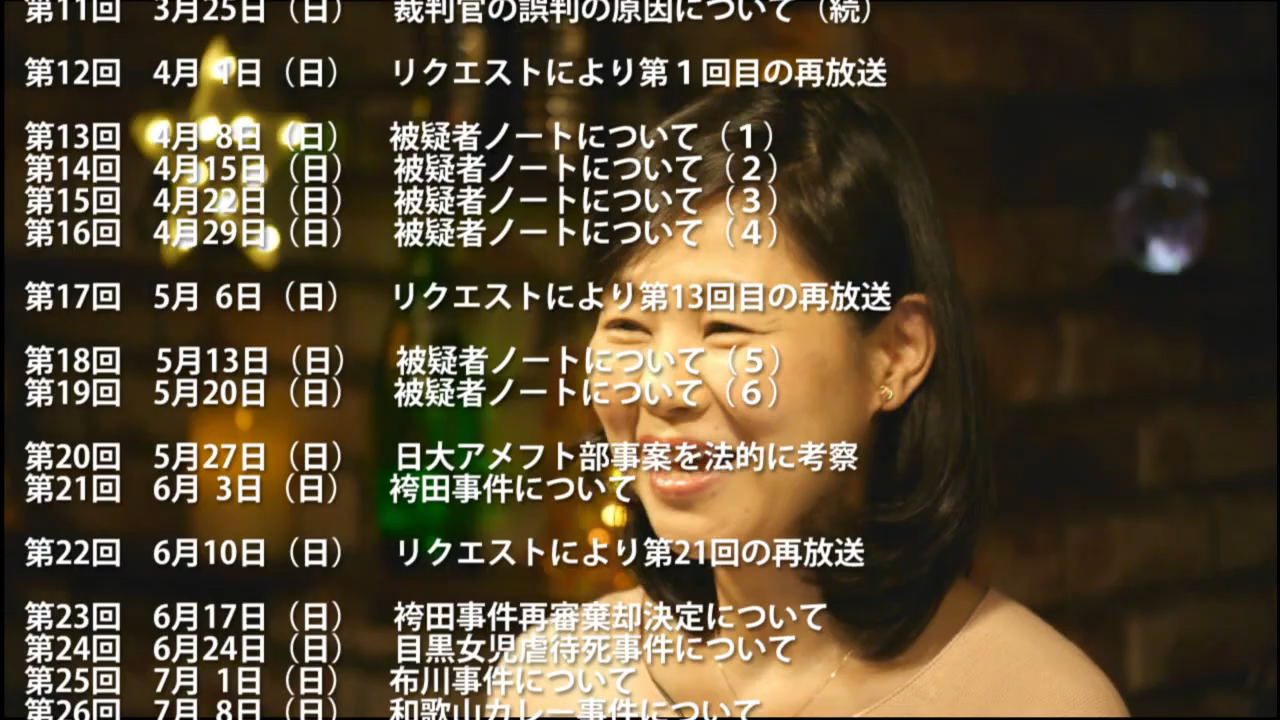 第11回 3月25日（日） 裁判官の誤判の原因について（続）
第12回 4月 1日（日） リクエストにより第１回目の再放送
第13回 4月 8日（日） 被疑者ノートについて（１）
第14回 4月15日（日） 被疑者ノートについて（２）
第15回 4月22日（日） 被疑者ノートについて（３）
第16回 4月29日（日） 被疑者ノートについて（４）
第17回 5月 6日（日） リクエストにより第13回目の再放送
第18回 5月13日（日） 被疑者ノートについて（５）
第19回 5月20日（日） 被疑者ノートについて（６）
第20回 5月27日（日） 日大アメフト部事案を法的に考察
第21回 6月 3日（日） 袴田事件について
第22回 6月10日（日） リクエストにより第21回の再放送
第23回 6月17日（日） 袴田事件再審棄却決定について
第24回 6月24日（日） 目黒女児虐待死事件について
第25回 7月 1日（日） 布川事件について
第26回 7月 8日（日） 和歌山カレー事件について